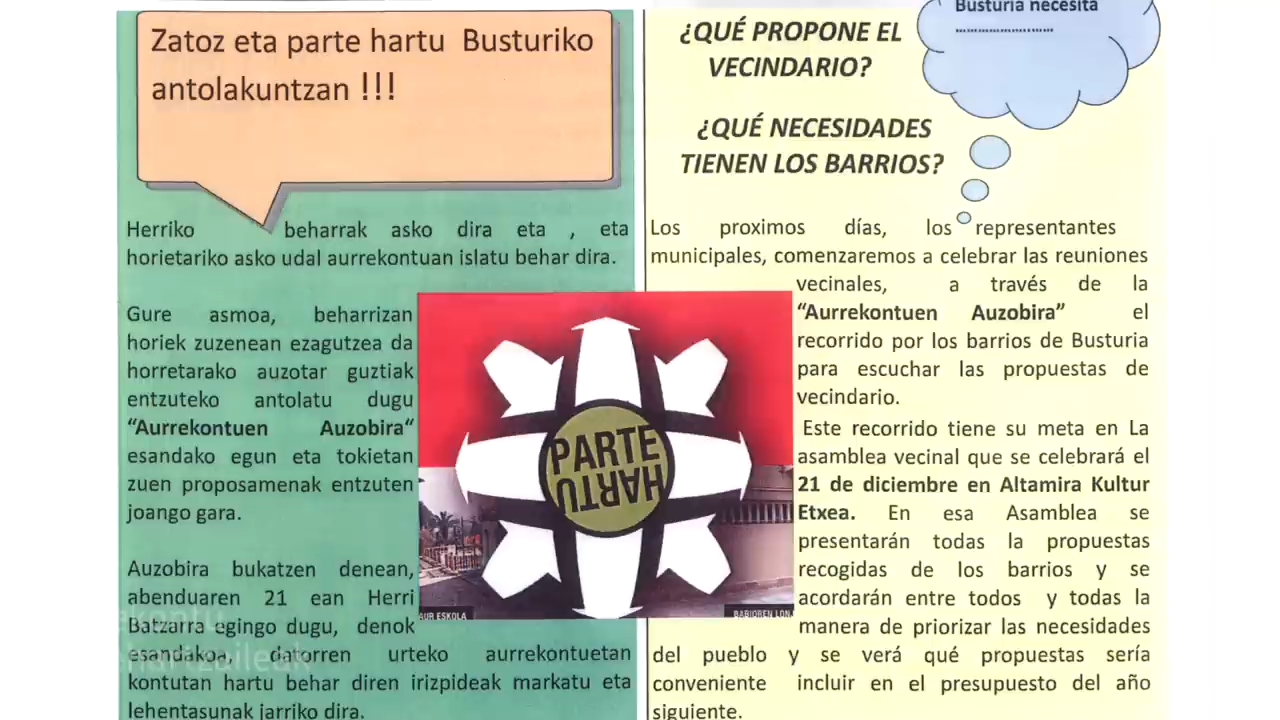 Zatoz eta parte hartu Busturiko
antolakuntzan !!!
Herriko beharrak asko dira eta , eta
horietariko asko udal aurrekontuan islatu behar dira.
Gure asmoa, beharrizan
horiek zuzenean ezagutzea da
horretarako auzotar guztiak
entzuteko antolatu dugu
“Aurrekontuen Auzobira“
esandako egun eta tokietan
zuen proposamenak entzuten
joango gara.
Auzobira bukatzen denean,
abenduaren 21 ean Herri
Batzarra egingo dugu, denok
esandakoa, datorren urteko aurrekontuetan
kontutan hartu behar diren irizpideak markatu eta
lehentasunak jarriko dira.
PARTE
HARTU
AUR ESKOLA
BABIOREN LON
¿QUÉ PROPONE EL
VECINDARIO?
¿QUÉ NECESIDADES
TIENEN LOS BARRIOS?
Busturia necesita
........................
Los proximos días, los representantes
municipales, comenzaremos a celebrar las reuniones
vecinales, a través de la
“Aurrekontuen Auzobira” el
recorrido por los barrios de Busturia
para escuchar las propuestas de
vecindario.
Este recorrido tiene su meta en La
asamblea vecinal que se celebrará el
21 de diciembre en Altamira Kultur
Etxea. En esa Asamblea se
presentarán todas la propuestas
recogidas de los barrios y se
acordarán entre todos y todas la
manera de priorizar las necesidades
del pueblo y se verá qué propuestas sería
conveniente incluir en el presupuesto del año
siguiente.